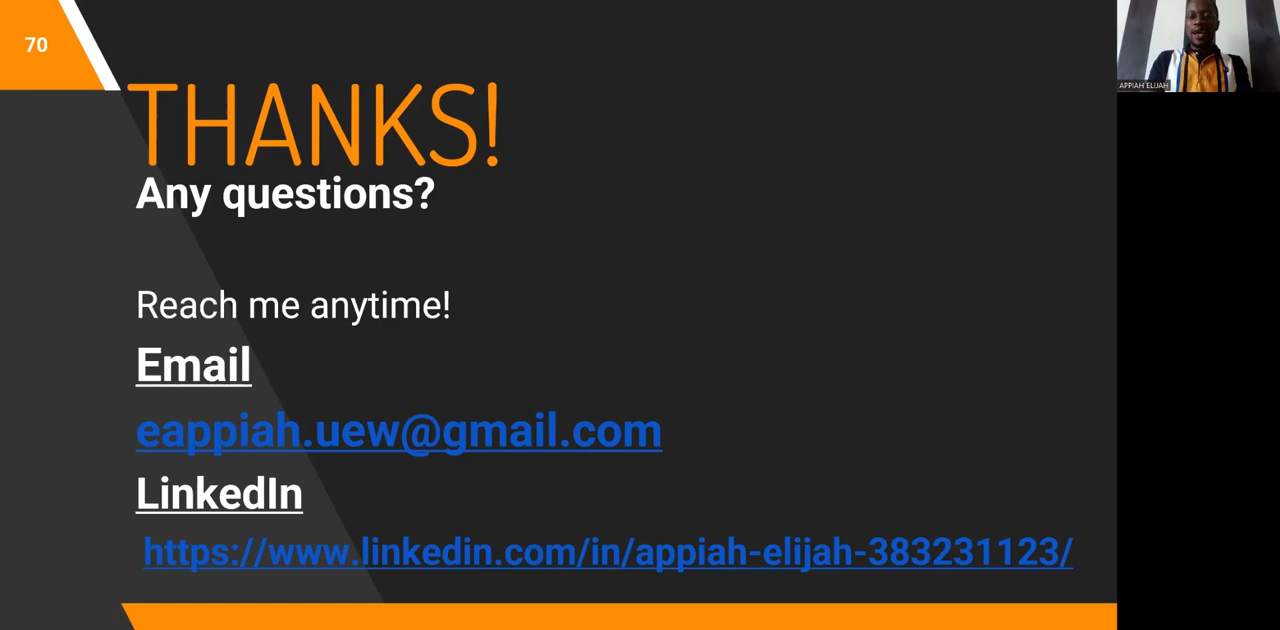 70
APPIAH ELIJAH
THANKS!
Any questions?
Reach me anytime!
Email
eappiah.uew@gmail.com
LinkedIn
https://www.linkedin.com/in/appiah-elijah-383231123/